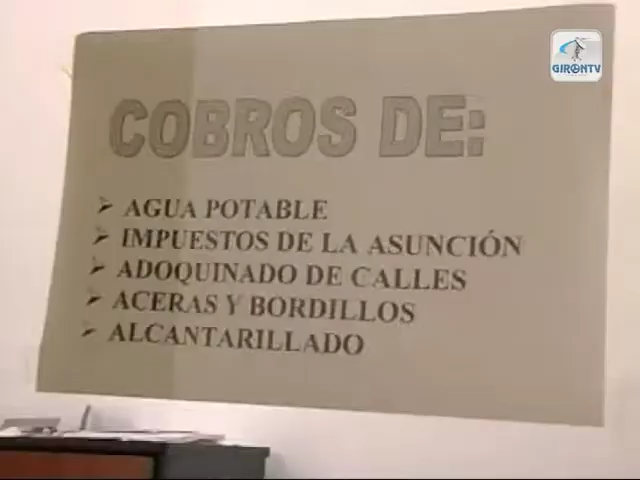 GIRONTV
COBROS DE:
➢ AGUA POTABLE
➢ IMPUESTOS DE LA ASUNCIÓN
➢ ADOQUINADO DE CALLES
➢ ACERAS Y BORDILLOS
➢ ALCANTARILLADO